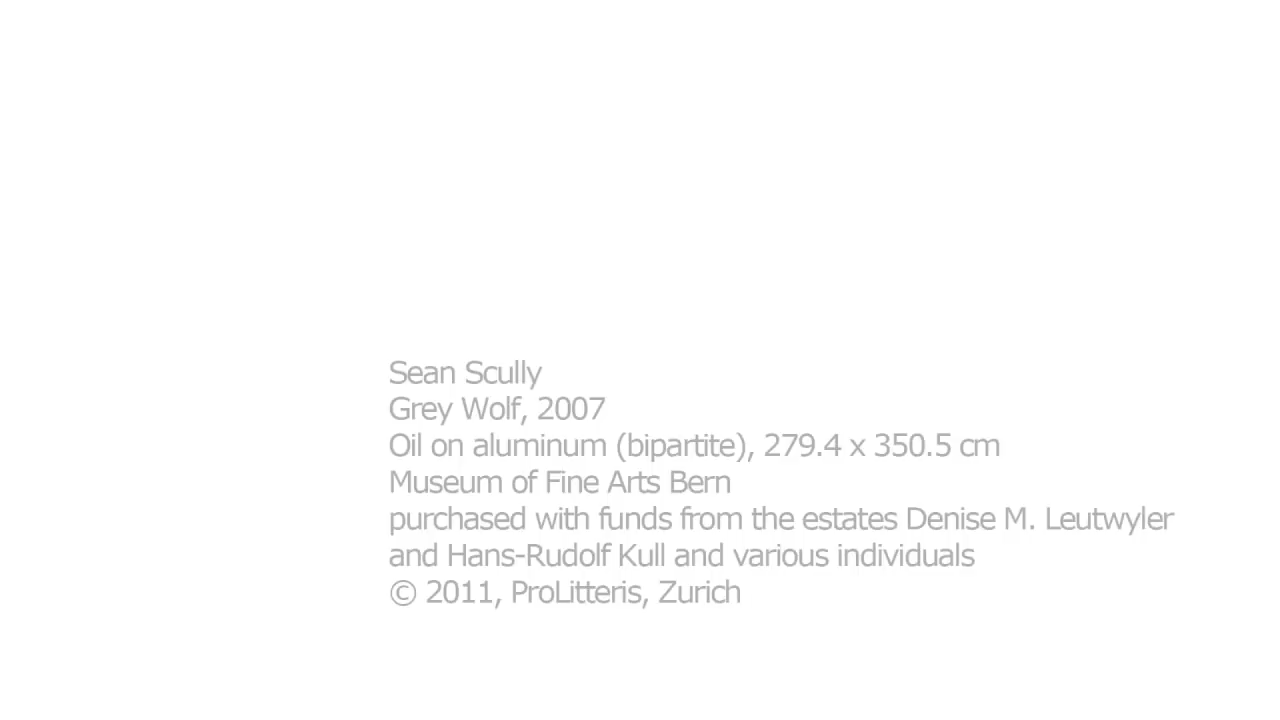 Sean Scully
Grey Wolf, 2007
Oil on aluminum (bipartite), 279.4 x 350.5 cm
Museum of Fine Arts Bern
purchased with funds from the estates Denise M. Leutwyler
and Hans-Rudolf Kull and various individuals
© 2011, ProLitteris, Zurich